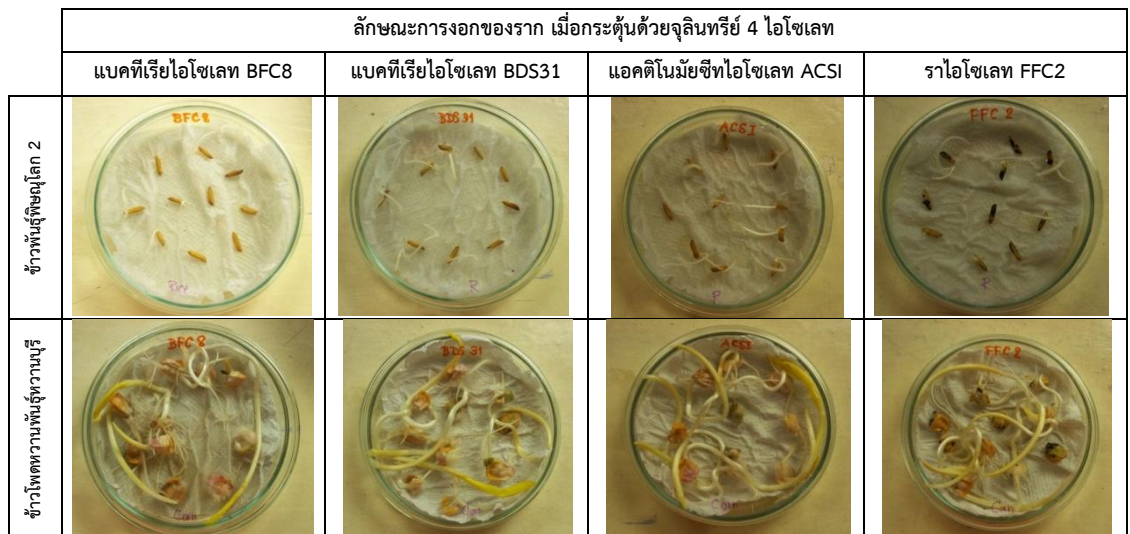 ลักษณะการงอกของราก เมื่อกระตุ้นด้วยจุลินทรีย์ 4 ไอโซเลท
แบคทีเรียไอโซเลท BFC8 แบคทีเรียไอโซเลท BDS31 แอคติโนมัยซีทไอโซเลท ACSI ราไอโซเลท FFC2
ข้าวพันธุ์พิษณุโลก 2
BFC8 BDS 31 ACSI FFC 2
Rice R R R
ข้าวโพดหวานพันธุ์หวานบุรี
BFC 8 BDS 31 ACSI FFC 2
Corn Corn Corn